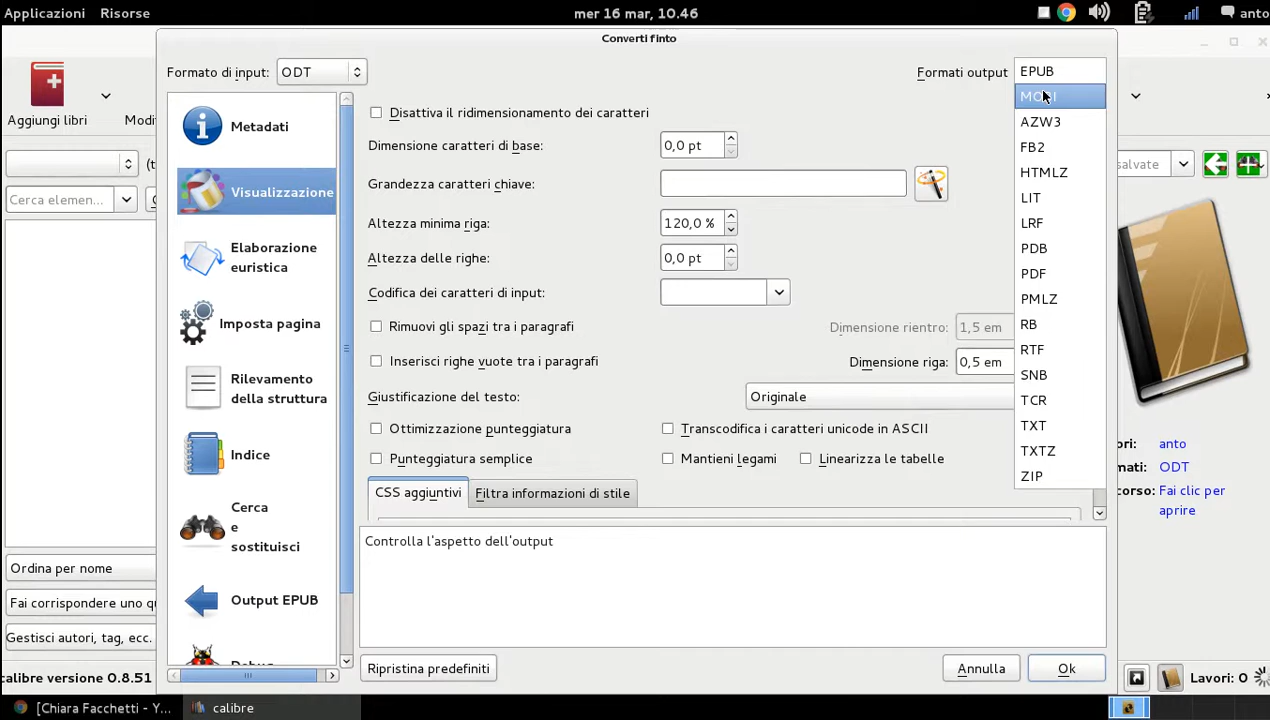 Applicazioni Risorse
mer 16 mar, 10.46
anto
Converti finto
Formato di input: ODT
Formati output
EPUB
MOBI
AZW3
FB2
HTMLZ
LIT
LRF
PDB
PDF
PMLZ
RB
RTF
SNB
TCR
TXT
TXTZ
ZIP
Aggiungi libri
Modi
(t
Cerca elemen...
Ordina per nome
Fai corrispondere uno qu
Gestisci autori, tag, ecc.
calibre versione 0.8.51
Metadati
Visualizzazione
Elaborazione
euristica
Imposta pagina
Rilevamento
della struttura
Indice
Cerca
e
sostituisci
Output EPUB
Disattiva il ridimensionamento dei caratteri
Dimensione caratteri di base: 0,0 pt
Grandezza caratteri chiave:
Altezza minima riga: 120,0 %
Altezza delle righe: 0,0 pt
Codifica dei caratteri di input:
Rimuovi gli spazi tra i paragrafi
Dimensione rientro: 1,5 em
Inserisci righe vuote tra i paragrafi
Dimensione riga: 0,5 em
Giustificazione del testo: Originale
Ottimizzazione punteggiatura
Transcodifica i caratteri unicode in ASCII
Punteggiatura semplice
Mantieni legami
Linearizza le tabelle
CSS aggiuntivi
Filtra informazioni di stile
Controlla l'aspetto dell'output
Ripristina predefiniti
Annulla
Ok
salvate
ori: anto
mati: ODT
corso: Fai clic per
aprire
Lavori: 0
[Chiara Facchetti - Y...
calibre